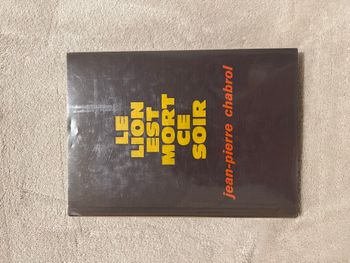 LE
LION
EST
MORT
CE
SOIR
jean-pierre chabrol